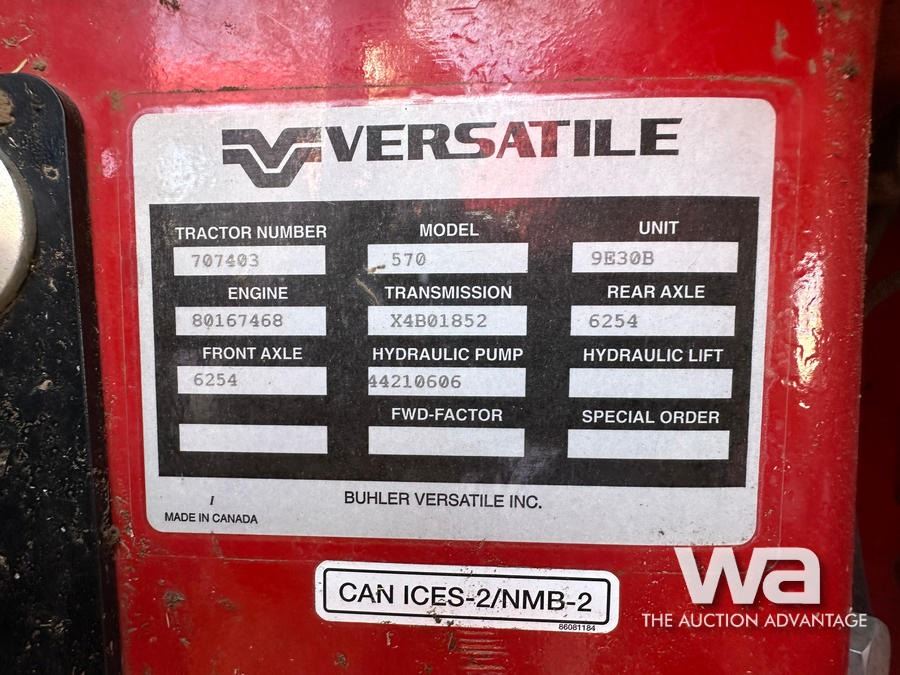 VERSATILE
TRACTOR NUMBER MODEL UNIT
707403 570 9E30B
ENGINE TRANSMISSION REAR AXLE
80167468 X4B01852 6254
FRONT AXLE HYDRAULIC PUMP HYDRAULIC LIFT
6254 44210606
FWD-FACTOR SPECIAL ORDER
I
MADE IN CANADA BUHLER VERSATILE INC.
CAN ICES-2/NMB-2
86081184
wa
THE AUCTION ADVANTAGE